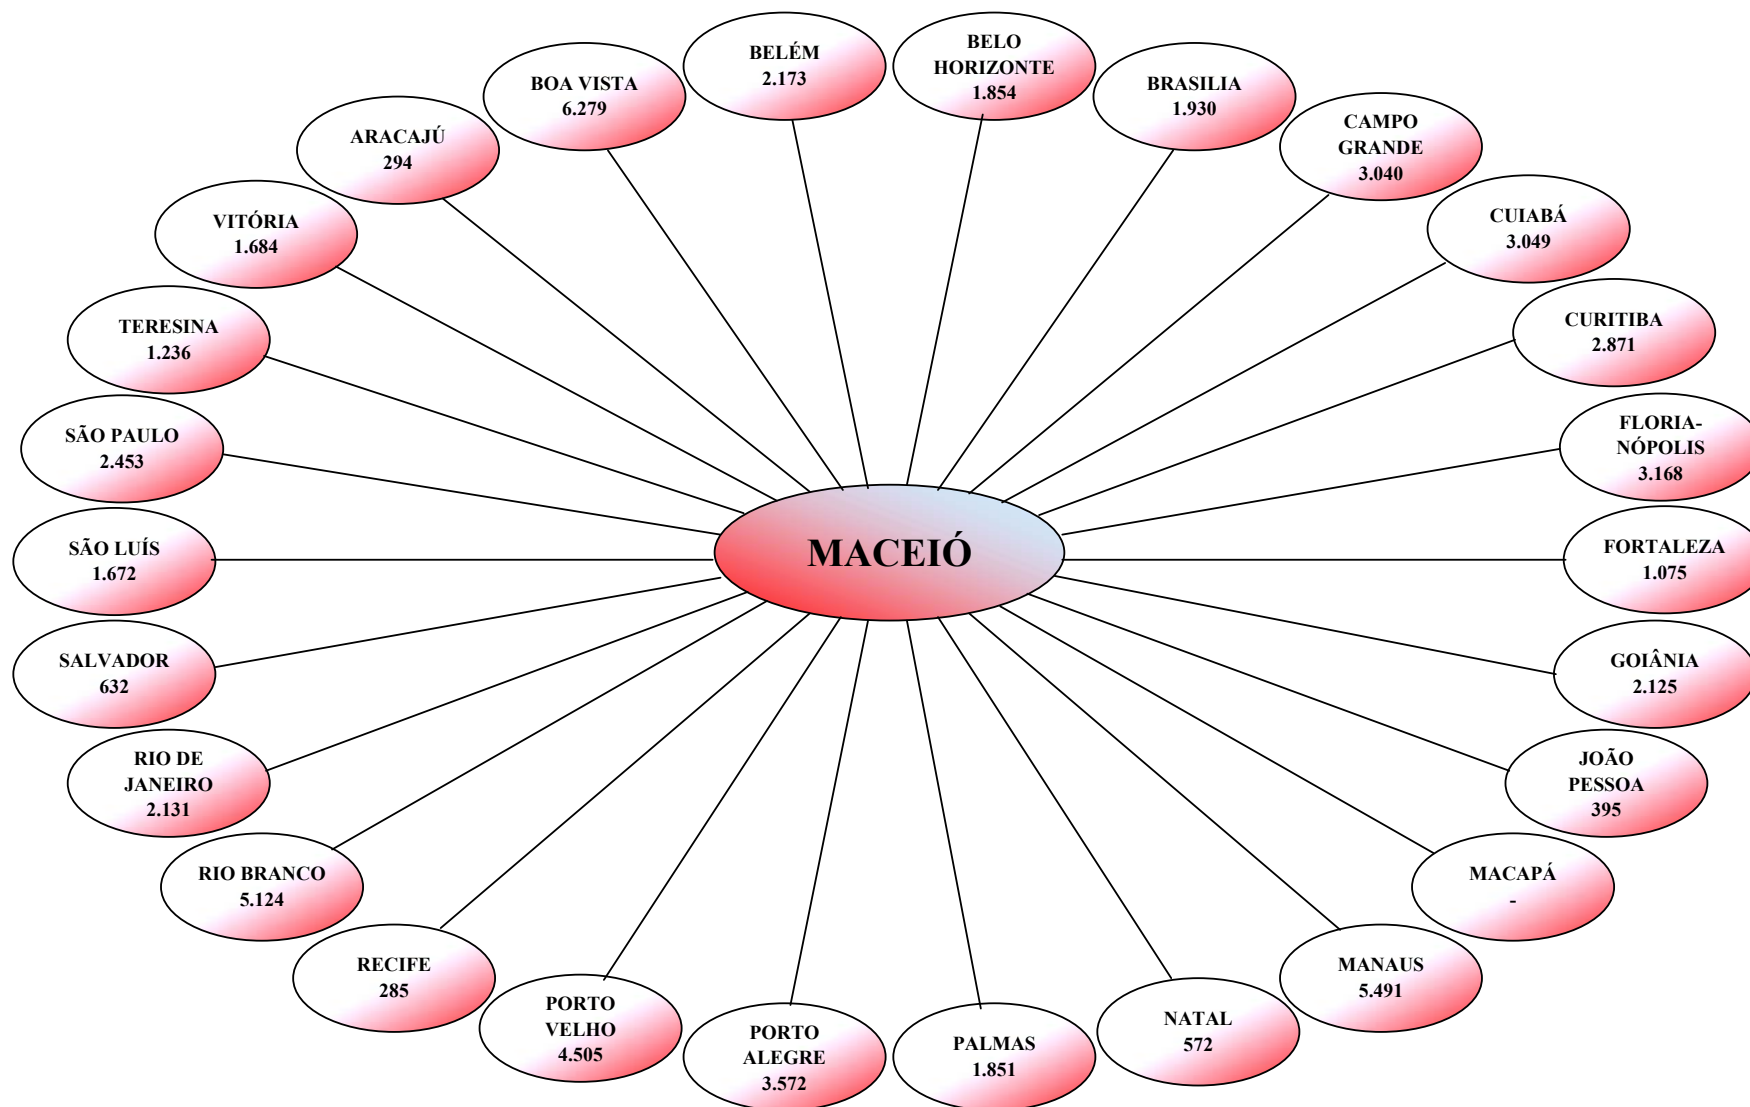 BELÉM
2.173
BELO
HORIZONTE
1.854
BRASILIA
1.930
CAMPO
GRANDE
3.040
CUIABÁ
3.049
CURITIBA
2.871
FLORIA-
NÓPOLIS
3.168
FORTALEZA
1.075
GOIÂNIA
2.125
JOÃO
PESSOA
395
MACAPÁ
-
MANAUS
5.491
NATAL
572
PALMAS
1.851
PORTO
ALEGRE
3.572
PORTO
VELHO
4.505
RECIFE
285
RIO BRANCO
5.124
RIO DE
JANEIRO
2.131
SALVADOR
632
SÃO LUÍS
1.672
SÃO PAULO
2.453
TERESINA
1.236
VITÓRIA
1.684
ARACAJÚ
294
BOA VISTA
6.279
MACEIÓ